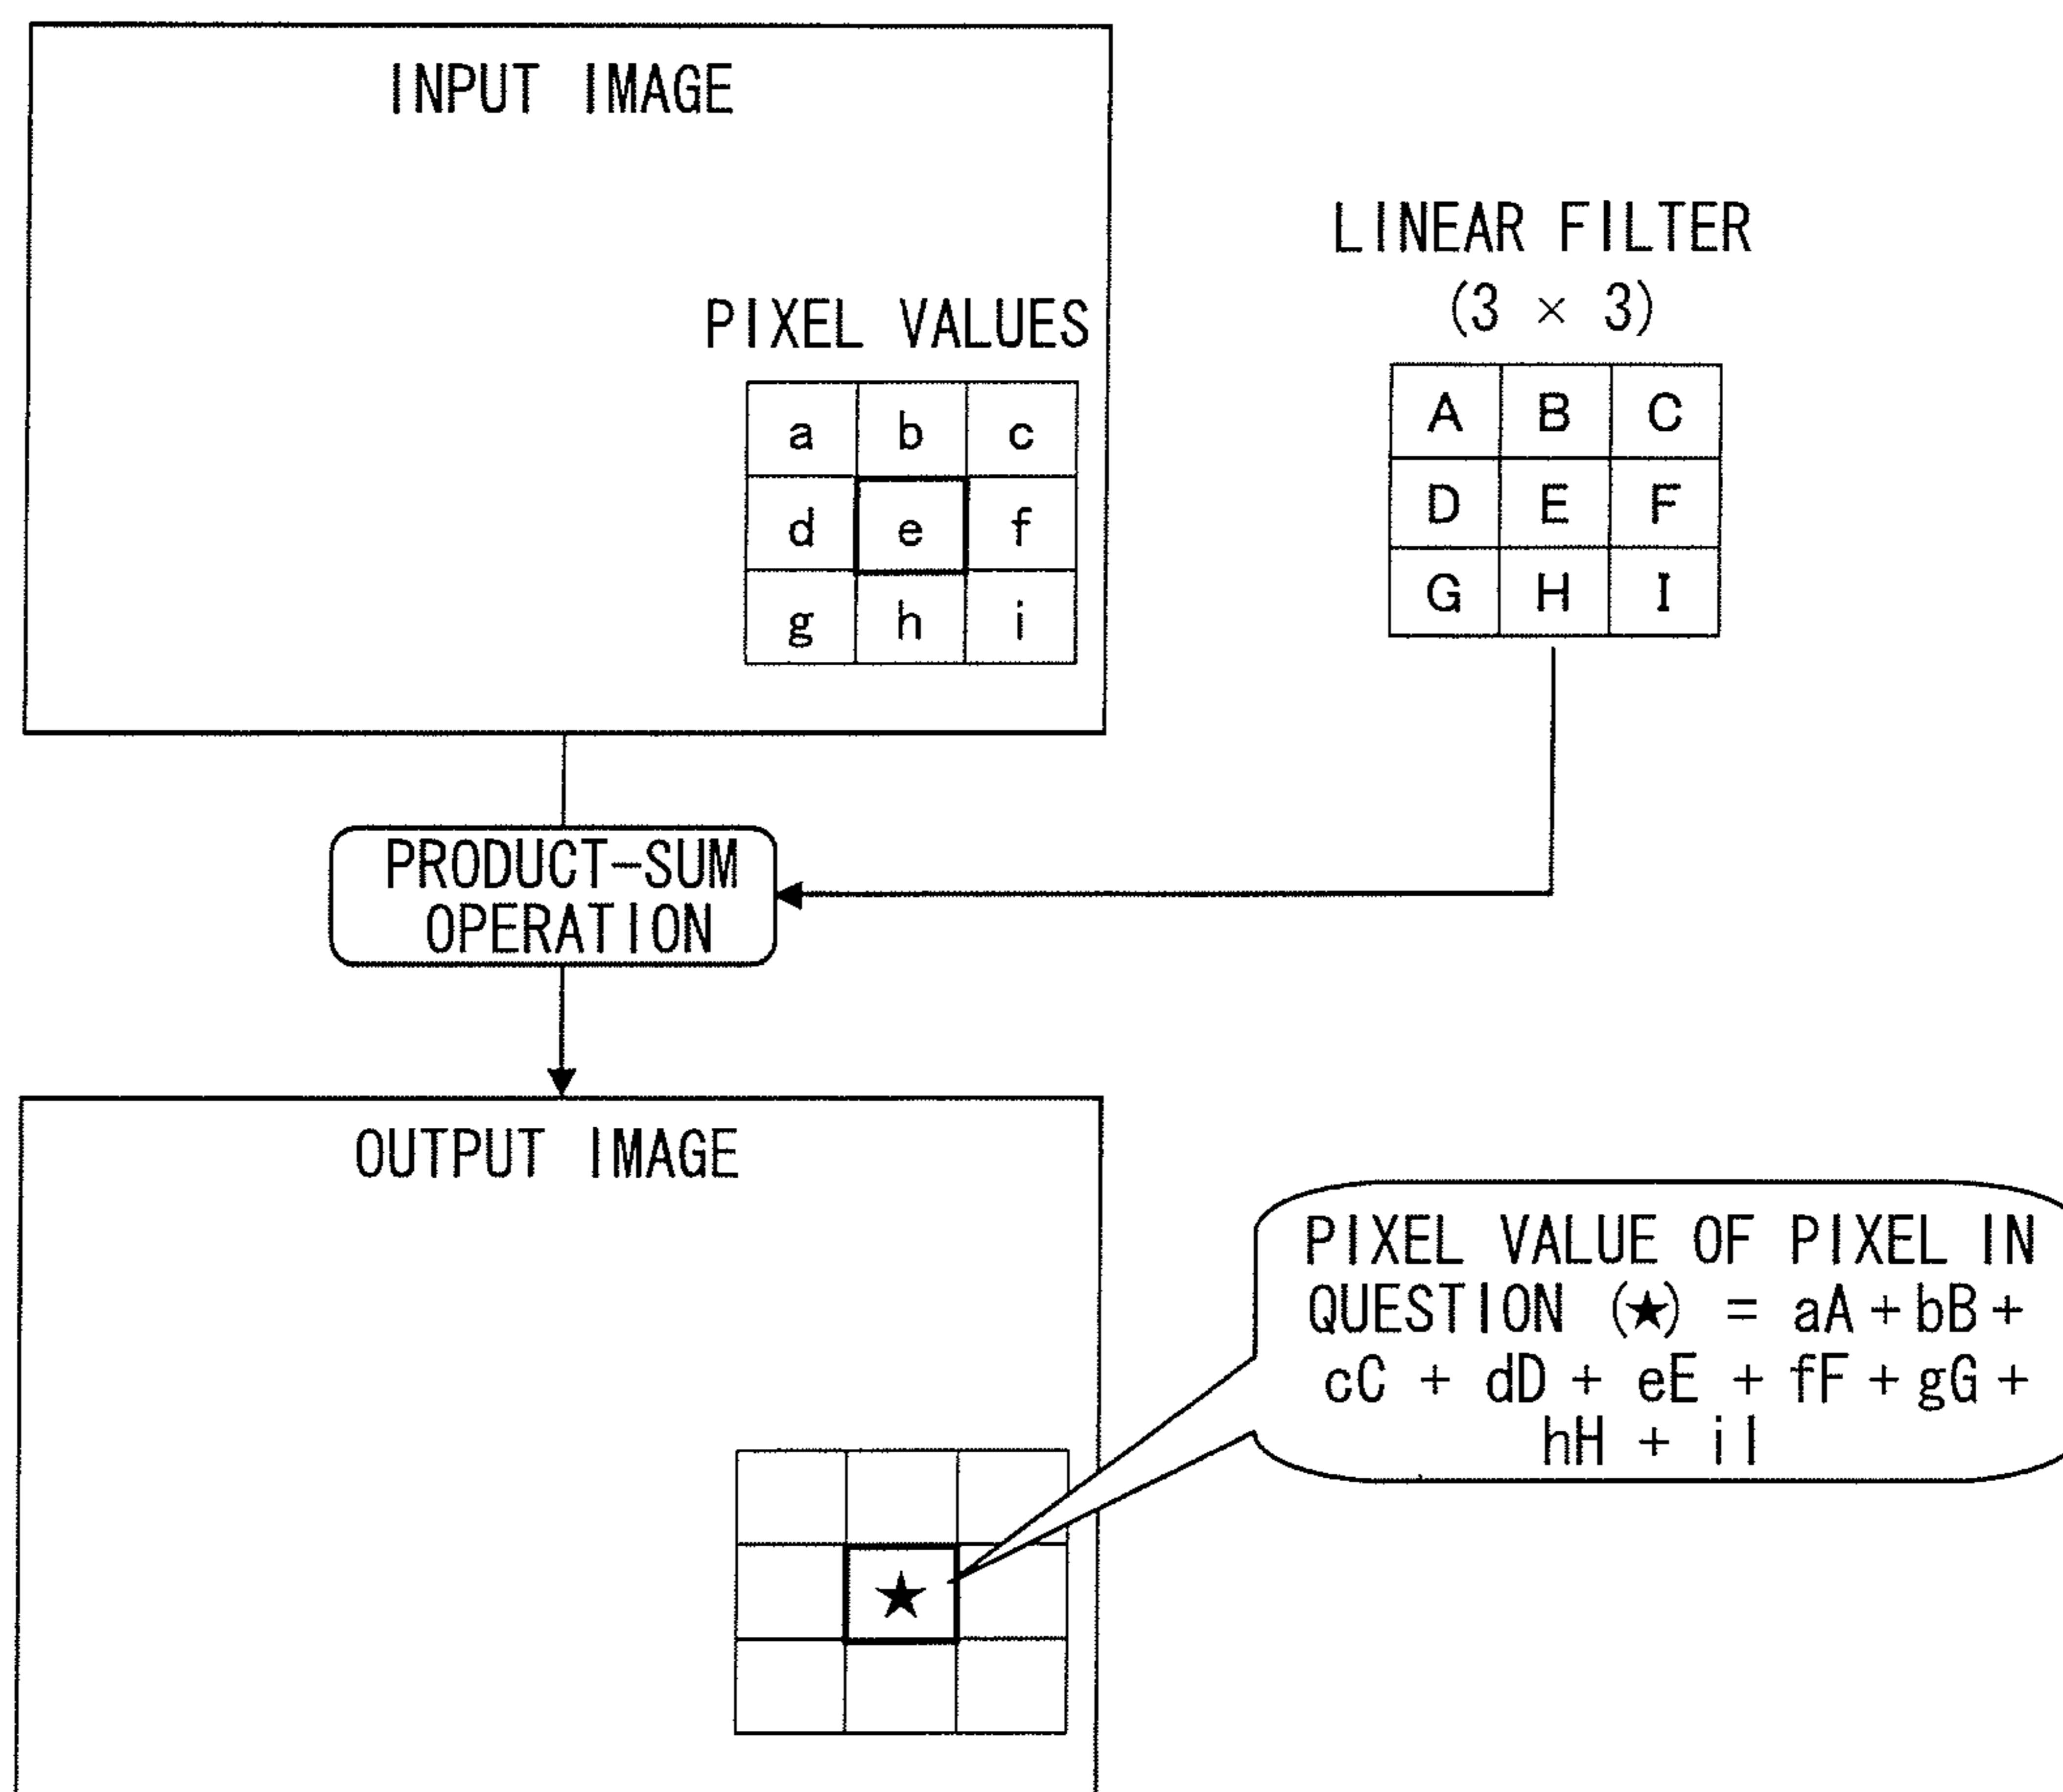 INPUT IMAGE
PIXEL VALUES
a b c
d e f
g h i
LINEAR FILTER
(3 × 3)
A B C
D E F
G H I
PRODUCT-SUM
OPERATION
OUTPUT IMAGE
★
PIXEL VALUE OF PIXEL IN
QUESTION (★) = aA + bB +
cC + dD + eE + fF + gG +
hH + iI